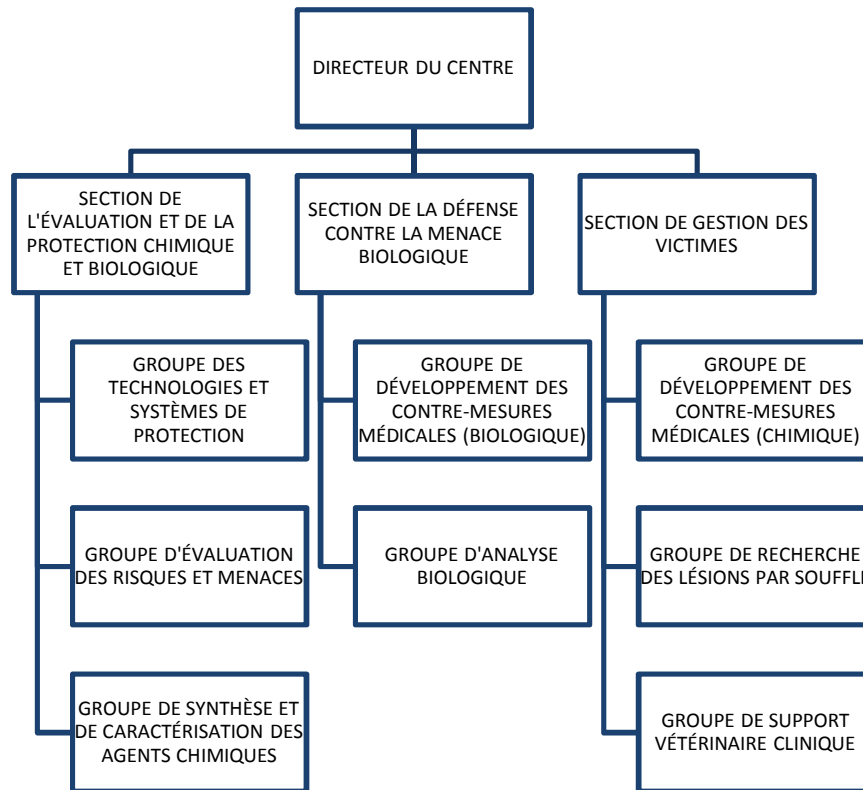 DIRECTEUR DU CENTRE
SECTION DE
L'ÉVALUATION ET DE LA
PROTECTION CHIMIQUE
ET BIOLOGIQUE
SECTION DE LA DÉFENSE
CONTRE LA MENACE
BIOLOGIQUE
SECTION DE GESTION DES
VICTIMES
GROUPE DES
TECHNOLOGIES ET
SYSTÈMES DE
PROTECTION
GROUPE DE
DÉVELOPPEMENT DES
CONTRE-MESURES
MÉDICALES (BIOLOGIQUE)
GROUPE DE
DÉVELOPPEMENT DES
CONTRE-MESURES
MÉDICALES (CHIMIQUE)
GROUPE D'ÉVALUATION
DES RISQUES ET MENACES
GROUPE D'ANALYSE
BIOLOGIQUE
GROUPE DE RECHERCHE
DES LÉSIONS PAR SOUFFLE
GROUPE DE SYNTHÈSE ET
DE CARACTÉRISATION DES
AGENTS CHIMIQUES
GROUPE DE SUPPORT
VÉTÉRINAIRE CLINIQUE